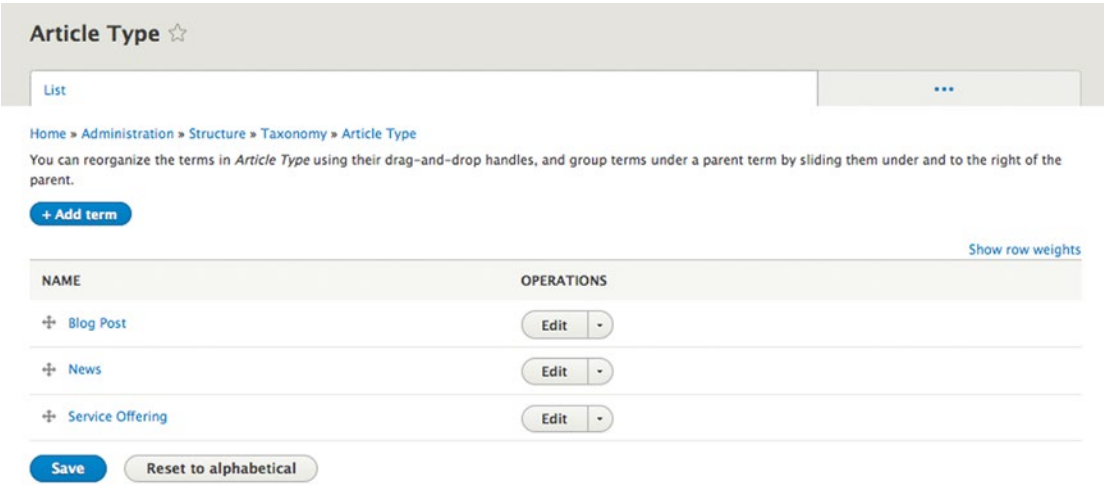 Article Type
List
Home » Administration » Structure » Taxonomy » Article Type
You can reorganize the terms in Article Type using their drag-and-drop handles, and group terms under a parent term by sliding them under and to the right of the
parent.
+ Add term
Show row weights
NAME OPERATIONS
Blog Post Edit
News Edit
Service Offering Edit
Save Reset to alphabetical